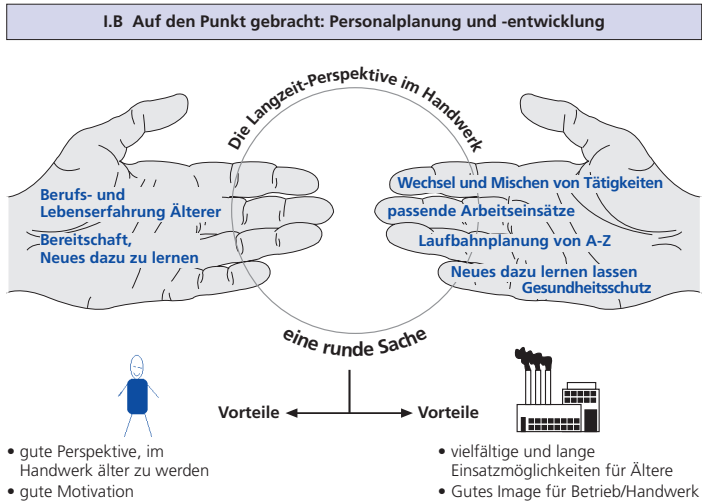 I.B Auf den Punkt gebracht: Personalplanung und -entwicklung
Die Langzeit-Perspektive im Handwerk
Berufs- und
Lebenserfahrung Älterer
Bereitschaft,
Neues dazu zu lernen
Wechsel und Mischen von Tätigkeiten
passende Arbeitseinsätze
Laufbahnplanung von A-Z
Neues dazu lernen lassen
Gesundheitsschutz
eine runde Sache
Vorteile
Vorteile
• gute Perspektive, im
Handwerk älter zu werden
• gute Motivation
• vielfältige und lange
Einsatzmöglichkeiten für Ältere
• Gutes Image für Betrieb/Handwerk